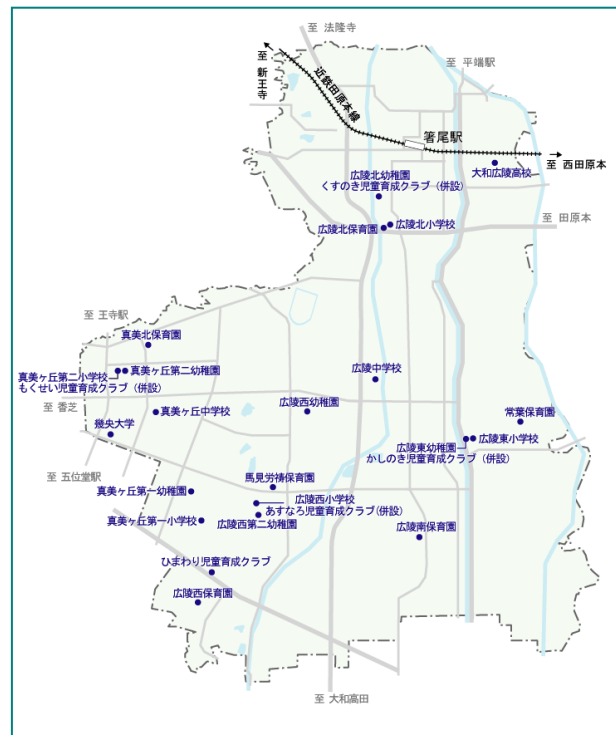 至 法隆寺
至 新王寺
近鉄田原本線
至 平端駅
箸尾駅
至 西田原本
大和広陵高校
広陵北幼稚園
くすのき児童育成クラブ（併設）
広陵北小学校
広陵北保育園
至 田原本
至 王寺駅
真美北保育園
真美ヶ丘第二幼稚園
真美ヶ丘第二小学校
もくせい児童育成クラブ（併設）
広陵中学校
至 香芝
真美ヶ丘中学校
広陵西幼稚園
常葉保育園
畿央大学
広陵東幼稚園
かしのき児童育成クラブ（併設）
広陵東小学校
至 五位堂駅
馬見労祷保育園
真美ヶ丘第一幼稚園
広陵西小学校
あすなろ児童育成クラブ（併設）
真美ヶ丘第一小学校
広陵西第二幼稚園
広陵南保育園
ひまわり児童育成クラブ
広陵西保育園
至 大和高田